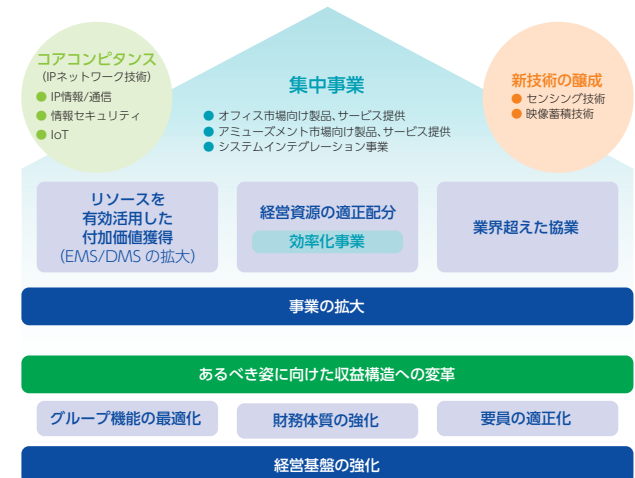 コアコンピタンス
(IPネットワーク技術)
● IP情報/通信
● 情報セキュリティ
● IoT
集中事業
● オフィス市場向け製品、サービス提供
● アミューズメント市場向け製品、サービス提供
● システムインテグレーション事業
新技術の醸成
● センシング技術
● 映像蓄積技術
リソースを
有効活用した
付加価値獲得
(EMS/DMS の拡大)
経営資源の適正配分
効率化事業
業界超えた協業
事業の拡大
あるべき姿に向けた収益構造への変革
グループ機能の最適化
財務体質の強化
要員の適正化
経営基盤の強化